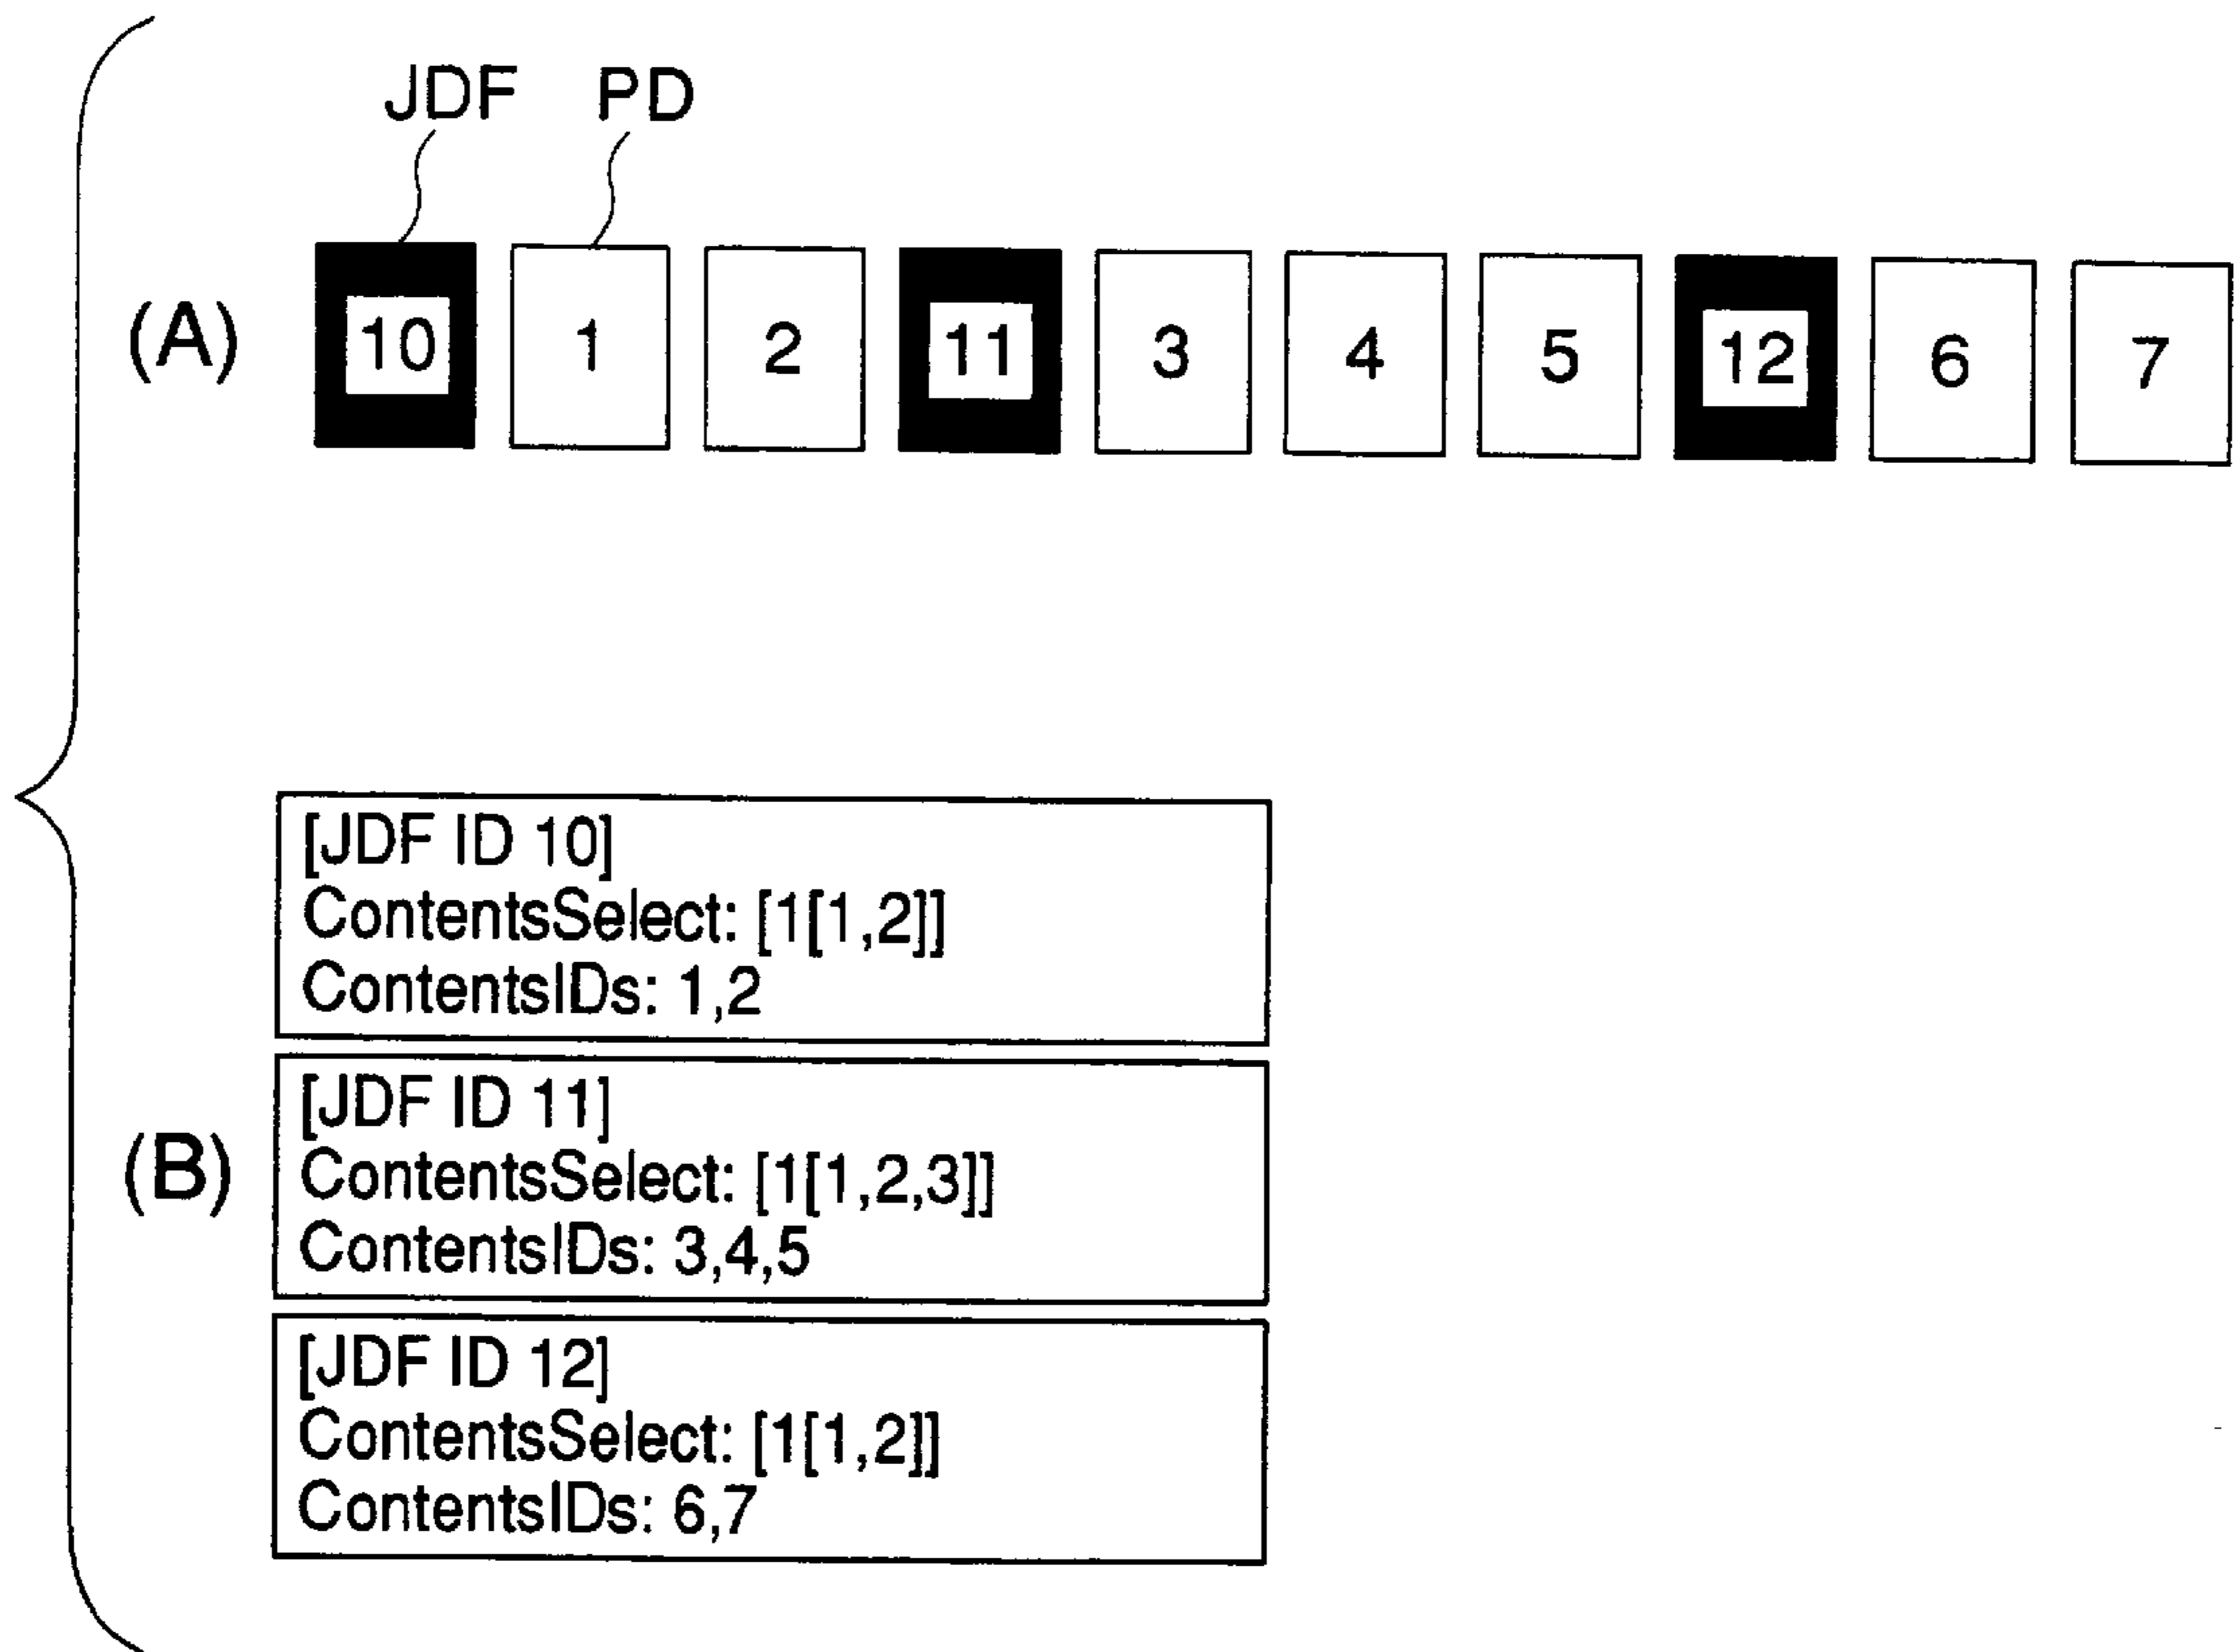 JDF PD
(A) 10 1 2 11 3 4 5 12 6 7
[JDF ID 10]
ContentsSelect: [1[1,2]]
ContentsIDs: 1,2
(B)
[JDF ID 11]
ContentsSelect: [1[1,2,3]]
ContentsIDs: 3,4,5
[JDF ID 12]
ContentsSelect: [1[1,2]]
ContentsIDs: 6,7